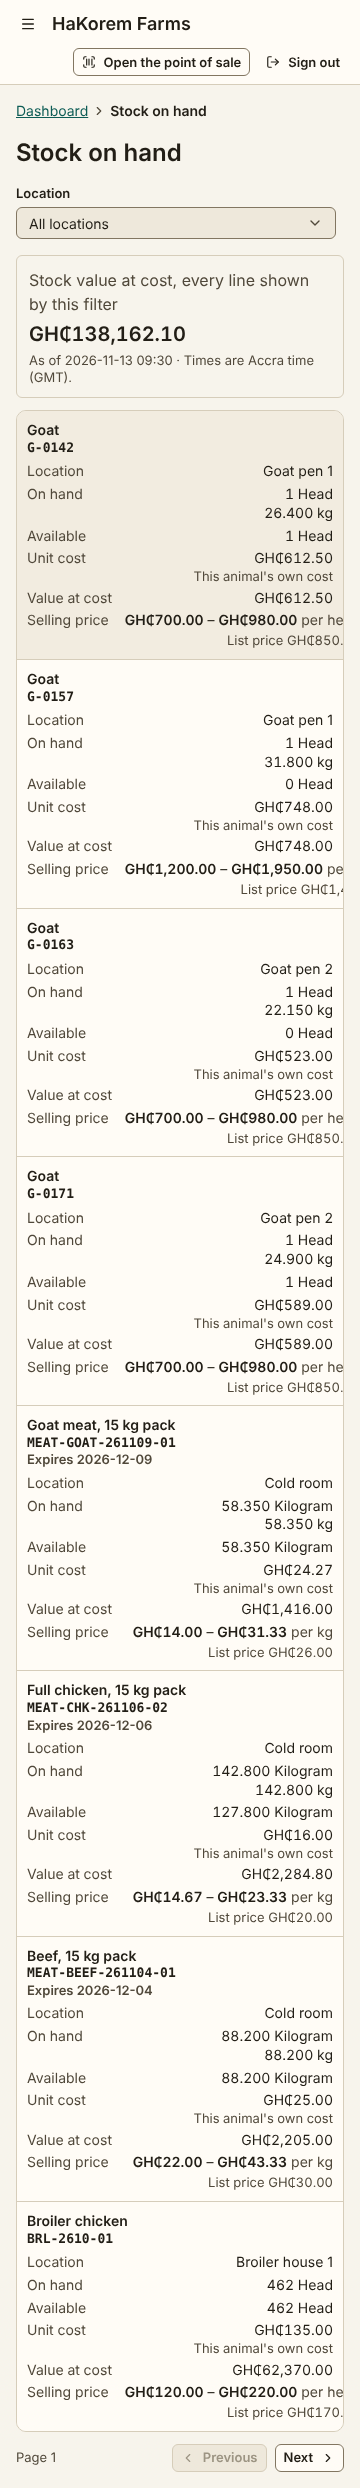 HaKorem Farms
Open the point of sale Sign out
Dashboard > Stock on hand
Stock on hand
Location
All locations
Stock value at cost, every line shown
by this filter
GH₵138,162.10
As of 2026-11-13 09:30 · Times are Accra time
(GMT).
Goat
G-0142
Location Goat pen 1
On hand 1 Head
26.400 kg
Available 1 Head
Unit cost GH₵612.50
This animal's own cost
Value at cost GH₵612.50
Selling price GH₵700.00 – GH₵980.00 per he
List price GH₵850.
Goat
G-0157
Location Goat pen 1
On hand 1 Head
31.800 kg
Available 0 Head
Unit cost GH₵748.00
This animal's own cost
Value at cost GH₵748.00
Selling price GH₵1,200.00 – GH₵1,950.00 pe
List price GH₵1,4
Goat
G-0163
Location Goat pen 2
On hand 1 Head
22.150 kg
Available 0 Head
Unit cost GH₵523.00
This animal's own cost
Value at cost GH₵523.00
Selling price GH₵700.00 – GH₵980.00 per he
List price GH₵850.
Goat
G-0171
Location Goat pen 2
On hand 1 Head
24.900 kg
Available 1 Head
Unit cost GH₵589.00
This animal's own cost
Value at cost GH₵589.00
Selling price GH₵700.00 – GH₵980.00 per he
List price GH₵850.
Goat meat, 15 kg pack
MEAT-GOAT-261109-01
Expires 2026-12-09
Location Cold room
On hand 58.350 Kilogram
58.350 kg
Available 58.350 Kilogram
Unit cost GH₵24.27
This animal's own cost
Value at cost GH₵1,416.00
Selling price GH₵14.00 – GH₵31.33 per kg
List price GH₵26.00
Full chicken, 15 kg pack
MEAT-CHK-261106-02
Expires 2026-12-06
Location Cold room
On hand 142.800 Kilogram
142.800 kg
Available 127.800 Kilogram
Unit cost GH₵16.00
This animal's own cost
Value at cost GH₵2,284.80
Selling price GH₵14.67 – GH₵23.33 per kg
List price GH₵20.00
Beef, 15 kg pack
MEAT-BEEF-261104-01
Expires 2026-12-04
Location Cold room
On hand 88.200 Kilogram
88.200 kg
Available 88.200 Kilogram
Unit cost GH₵25.00
This animal's own cost
Value at cost GH₵2,205.00
Selling price GH₵22.00 – GH₵43.33 per kg
List price GH₵30.00
Broiler chicken
BRL-2610-01
Location Broiler house 1
On hand 462 Head
Available 462 Head
Unit cost GH₵135.00
This animal's own cost
Value at cost GH₵62,370.00
Selling price GH₵120.00 – GH₵220.00 per he
List price GH₵170.
Page 1 Previous Next